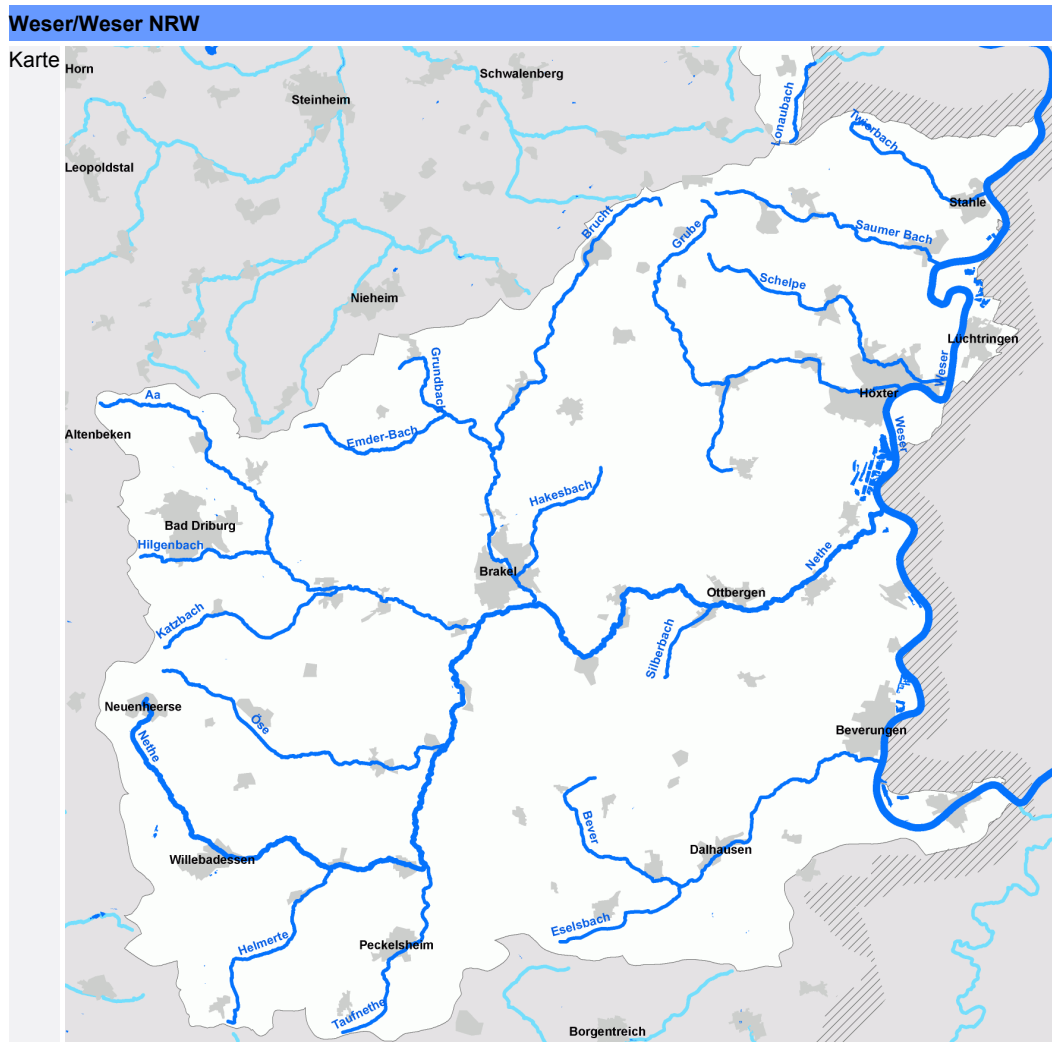 Weser/Weser NRW
Karte
Horn
Schwalenberg
Steinheim
Lonaubach
Twierbach
Leopoldstal
Stahle
Brucht
Grube
Saumer Bach
Schelpe
Nieheim
Lüchtringen
Grundbach
Weser
Höxter
Aa
Altenbeken
Emder-Bach
Weser
Hakesbach
Bad Driburg
Hilgenbach
Brakel
Nethe
Ottbergen
Katzbach
Silberbach
Neuenheerse
Öse
Nethe
Beverungen
Bever
Willebadessen
Dalhausen
Eselsbach
Helmerte
Peckelsheim
Taufnethe
Borgentreich